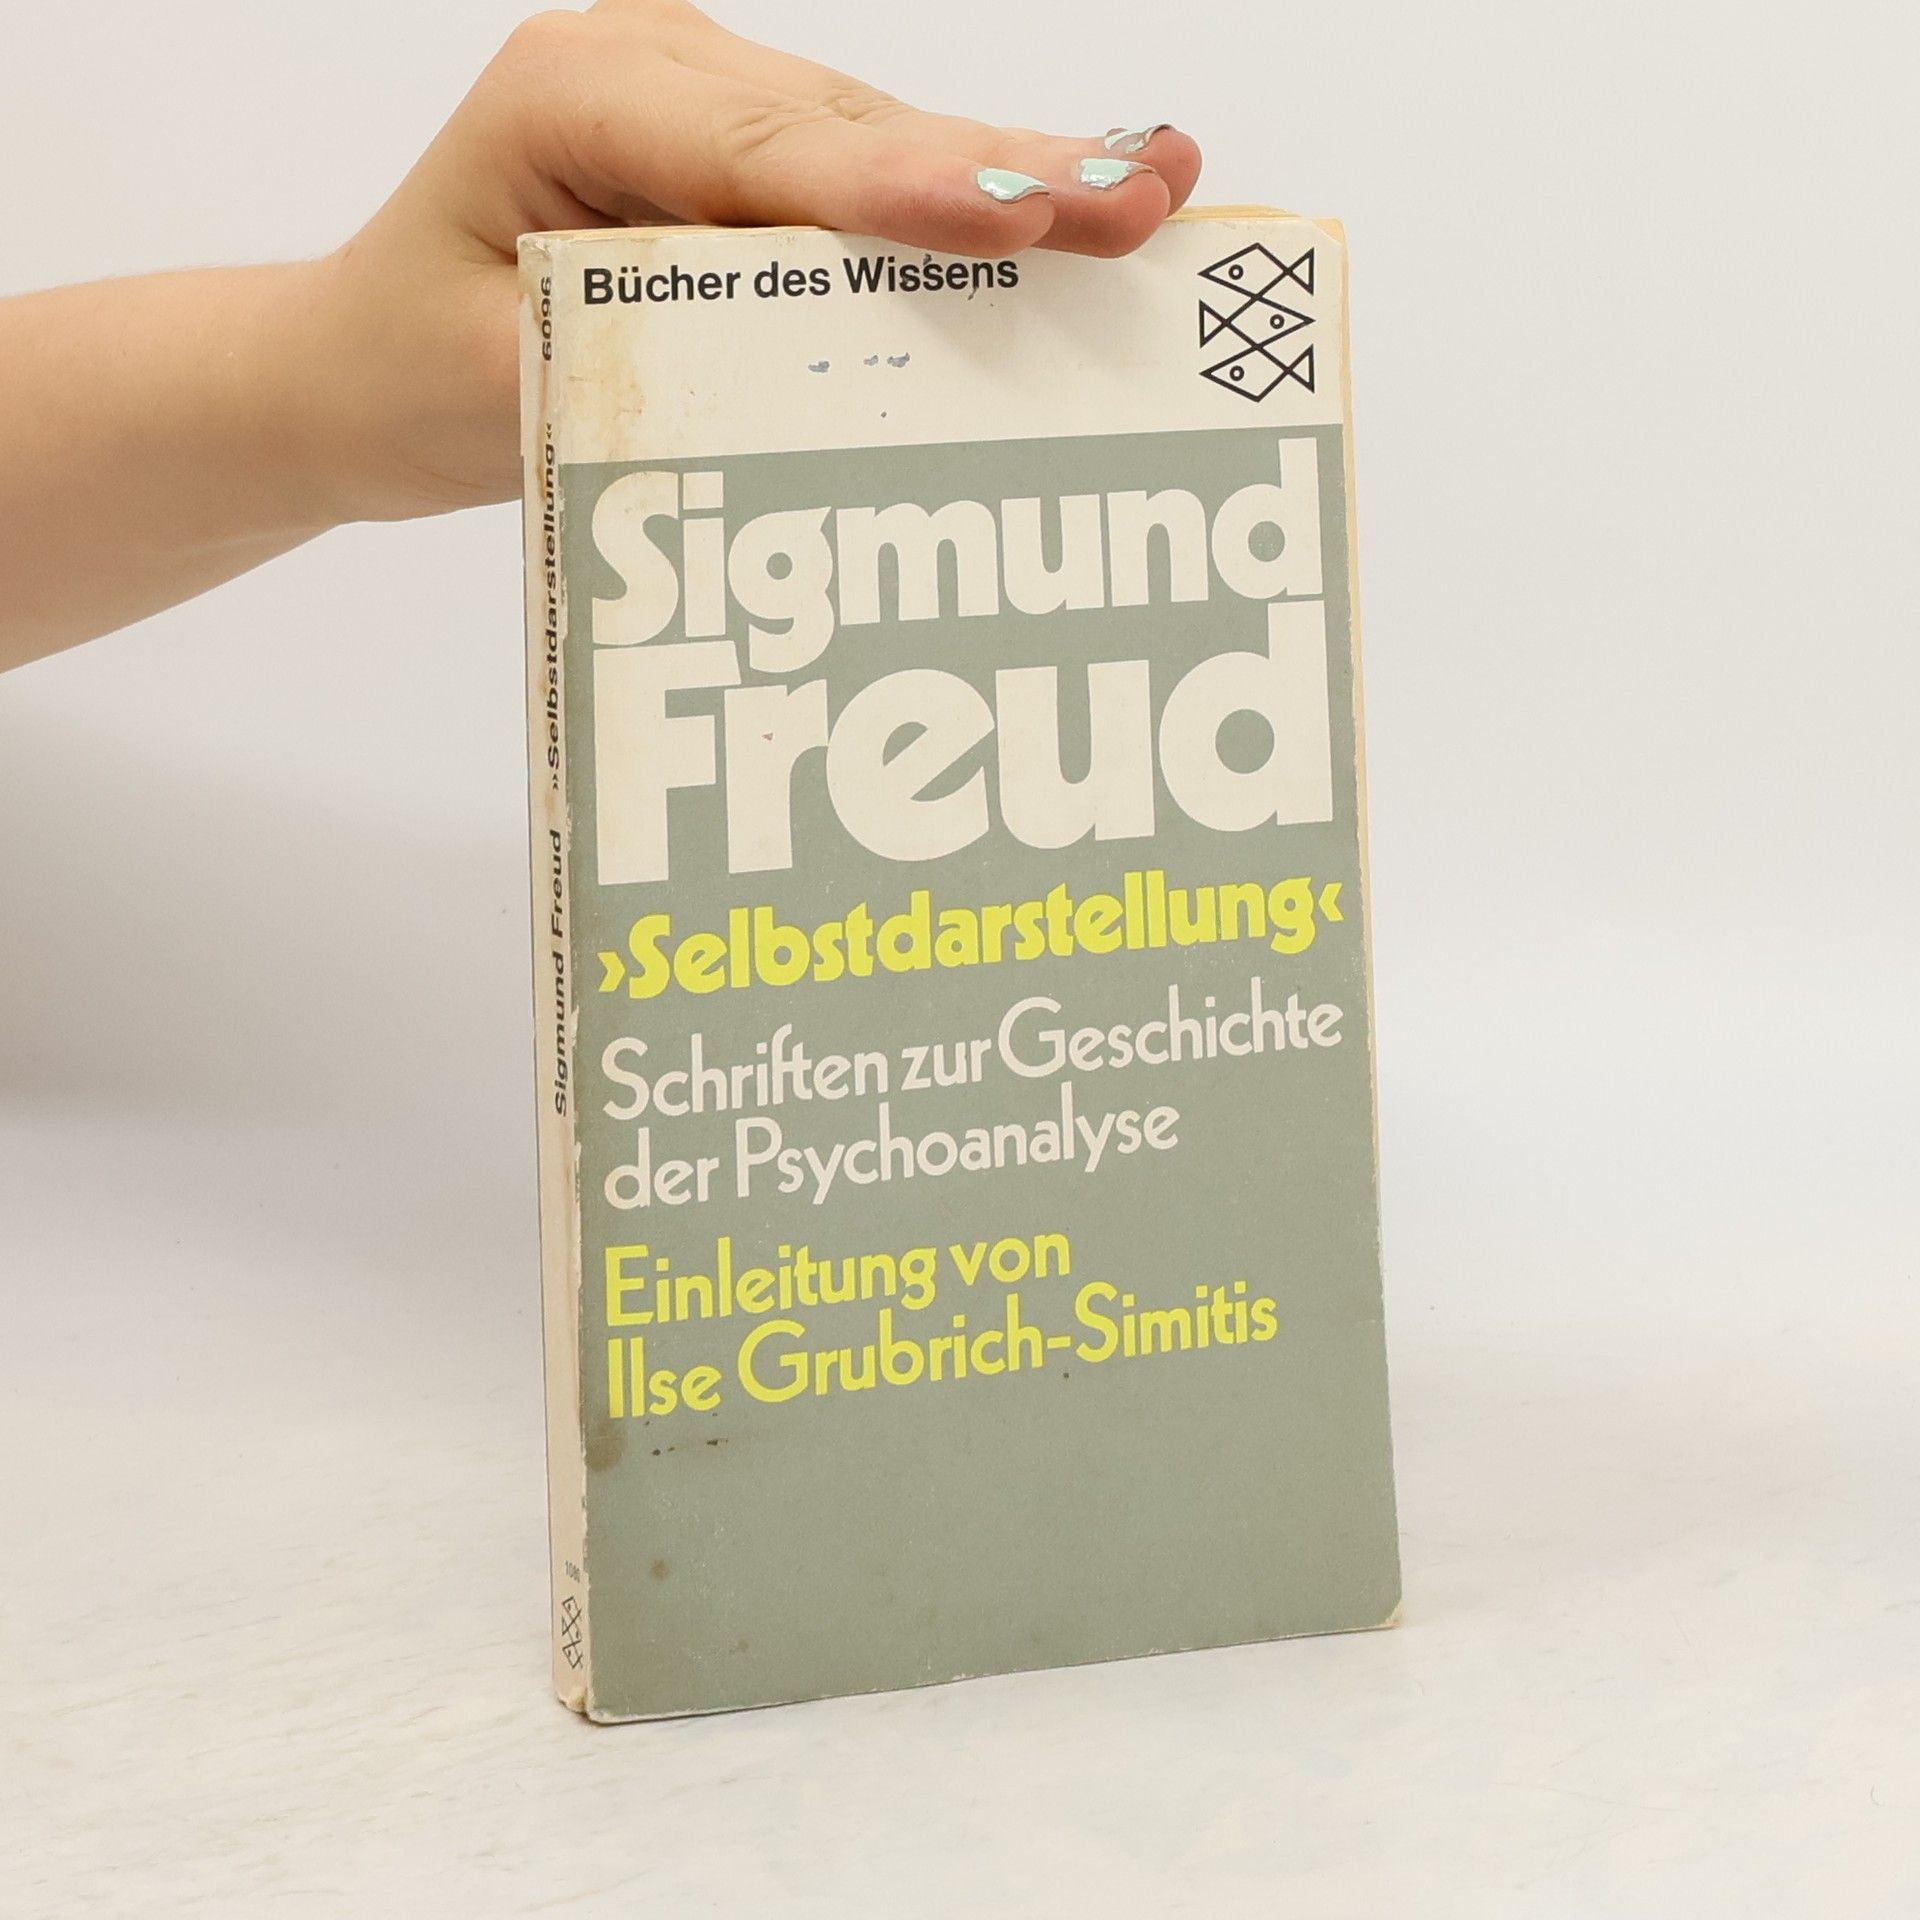 Bücher des Wissens
Sigmund
Freud
›Selbstdarstellung‹
Schriften zur Geschichte
der Psychoanalyse
Einleitung von
Ilse Grubrich-Simitis
Sigmund Freud »Selbstdarstellung« 6096
1080